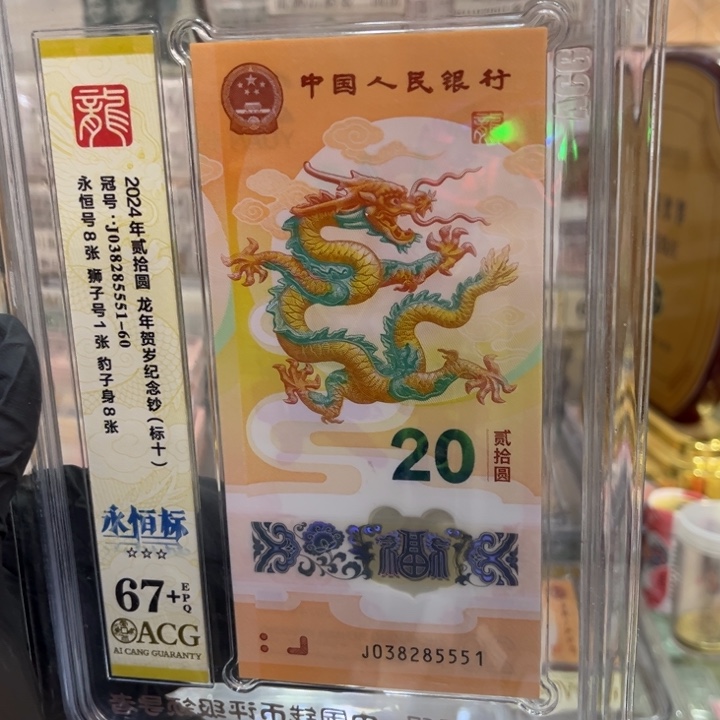 龍
2024年贰拾圆 龙年贺岁纪念钞(标十)
冠号:J038285551-60
永恒号8张 狮子号1张 豹子身8张
永恒标
67+
EPQ
ACG
AI CANG GUARANTY
中国人民银行
20
贰拾圆
福
J038285551
ACG